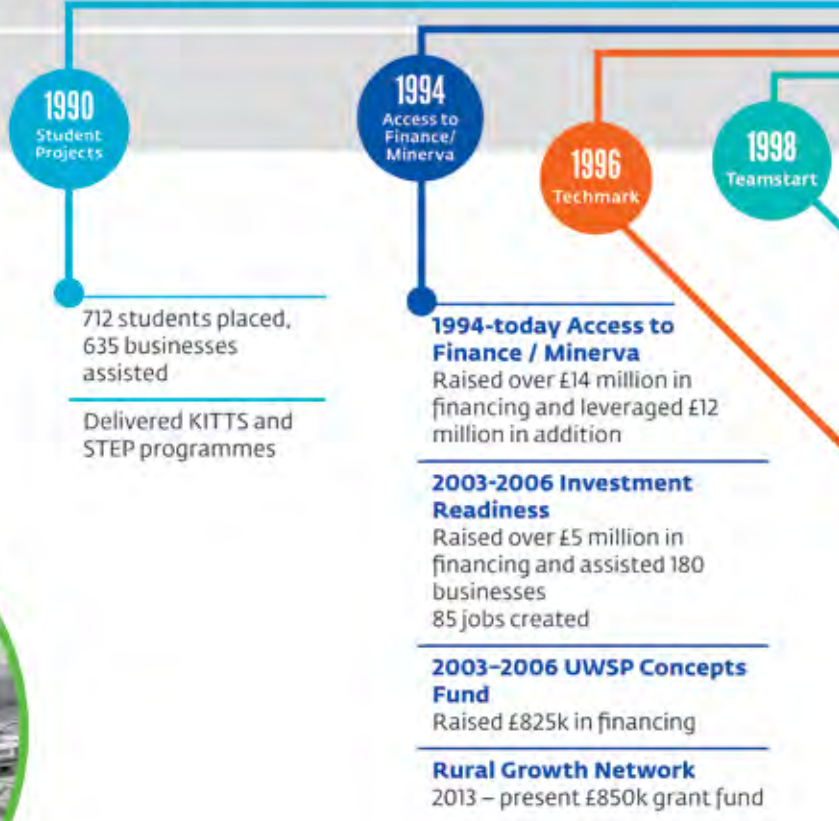 1990
Student
Projects
1994
Access to
Finance/
Minerva
1996
Techmark
1998
Teamstart
712 students placed,
635 businesses
assisted
Delivered KITTS and
STEP programmes
1994-today Access to
Finance / Minerva
Raised over £14 million in
financing and leveraged £12
million in addition
2003-2006 Investment
Readiness
Raised over £5 million in
financing and assisted 180
businesses
85 jobs created
2003–2006 UWSP Concepts
Fund
Raised £825k in financing
Rural Growth Network
2013 – present £850k grant fund